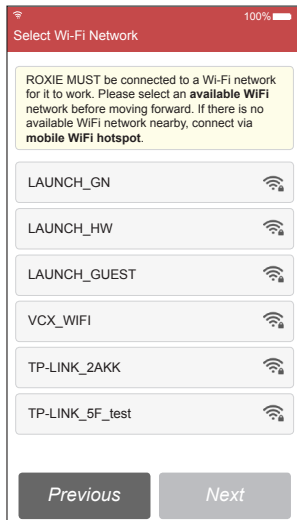 100%
Select Wi-Fi Network
ROXIE MUST be connected to a Wi-Fi network
for it to work. Please select an available WiFi
network before moving forward. If there is no
available WiFi network nearby, connect via
mobile WiFi hotspot.
LAUNCH_GN
LAUNCH_HW
LAUNCH_GUEST
VCX_WIFI
TP-LINK_2AKK
TP-LINK_5F_test
Previous Next